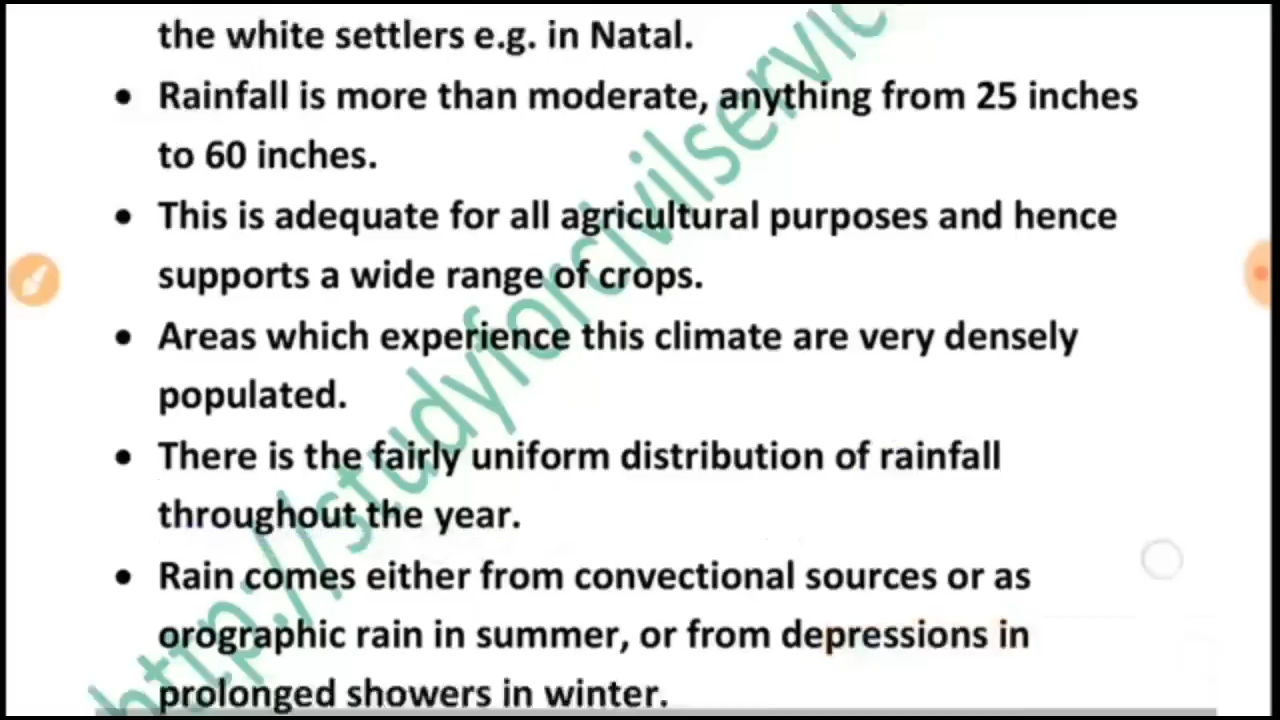 the white settlers e.g. in Natal.
• Rainfall is more than moderate, anything from 25 inches
to 60 inches.
• This is adequate for all agricultural purposes and hence
supports a wide range of crops.
• Areas which experience this climate are very densely
populated.
• There is the fairly uniform distribution of rainfall
throughout the year.
• Rain comes either from convectional sources or as
orographic rain in summer, or from depressions in
prolonged showers in winter.
http://studyforcivilservic